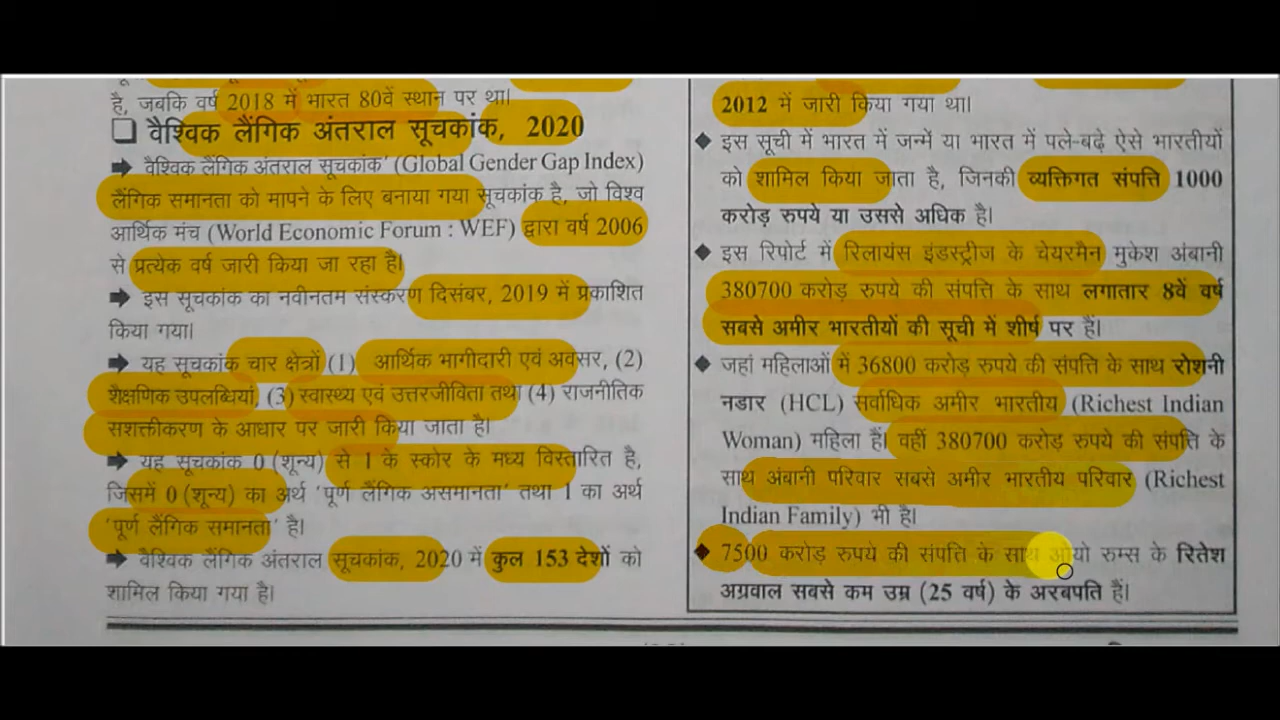 है, जबकि वर्ष 2018 में भारत 80वें स्थान पर था।
❑ वैश्विक लैंगिक अंतराल सूचकांक, 2020
➡ वैश्विक लैंगिक अंतराल सूचकांक' (Global Gender Gap Index)
लैंगिक समानता को मापने के लिए बनाया गया सूचकांक है, जो विश्व
आर्थिक मंच (World Economic Forum : WEF) द्वारा वर्ष 2006
से प्रत्येक वर्ष जारी किया जा रहा है।
➡ इस सूचकांक का नवीनतम संस्करण दिसंबर, 2019 में प्रकाशित
किया गया।
➡ यह सूचकांक चार क्षेत्रों (1) आर्थिक भागीदारी एवं अवसर, (2)
शैक्षणिक उपलब्धियां, (3) स्वास्थ्य एवं उत्तरजीविता तथा (4) राजनीतिक
सशक्तीकरण के आधार पर जारी किया जाता है।
➡ यह सूचकांक 0 (शून्य) से 1 के स्कोर के मध्य विस्तारित है,
जिसमें 0 (शून्य) का अर्थ 'पूर्ण लैंगिक असमानता' तथा 1 का अर्थ
'पूर्ण लैंगिक समानता' है।
➡ वैश्विक लैंगिक अंतराल सूचकांक, 2020 में कुल 153 देशों को
शामिल किया गया है।
2012 में जारी किया गया था।
◆ इस सूची में भारत में जन्में या भारत में पले-बढ़े ऐसे भारतीयों
को शामिल किया जाता है, जिनकी व्यक्तिगत संपत्ति 1000
करोड़ रुपये या उससे अधिक है।
◆ इस रिपोर्ट में रिलायंस इंडस्ट्रीज के चेयरमैन मुकेश अंबानी
380700 करोड़ रुपये की संपत्ति के साथ लगातार 8वें वर्ष
सबसे अमीर भारतीयों की सूची में शीर्ष पर हैं।
◆ जहां महिलाओं में 36800 करोड़ रुपये की संपत्ति के साथ रोशनी
नडार (HCL) सर्वाधिक अमीर भारतीय (Richest Indian
Woman) महिला हैं। वहीं 380700 करोड़ रुपये की संपत्ति के
साथ अंबानी परिवार सबसे अमीर भारतीय परिवार (Richest
Indian Family) भी है।
◆ 7500 करोड़ रुपये की संपत्ति के साथ ओयो रुम्स के रितेश
अग्रवाल सबसे कम उम्र (25 वर्ष) के अरबपति हैं।